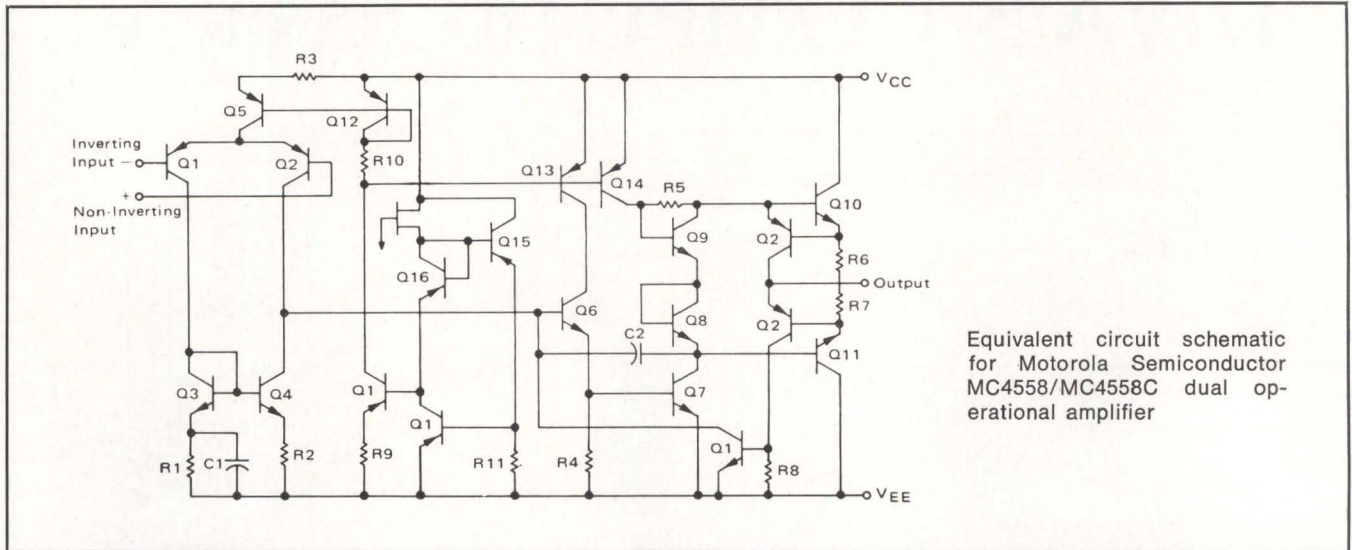 R3
VCC
Q5
Q12
Inverting
Input −
Q1
Q2
R10
+
Non-Inverting
Input
Q13
Q14
R5
Q10
Q9
Q2
R6
Q15
Output
Q16
R7
Q6
Q8
Q2
C2
Q11
Equivalent circuit schematic
for Motorola Semiconductor
MC4558/MC4558C dual op-
erational amplifier
Q3
Q4
Q1
Q7
Q1
Q1
R1
C1
R2
R9
R11
R4
R8
VEE